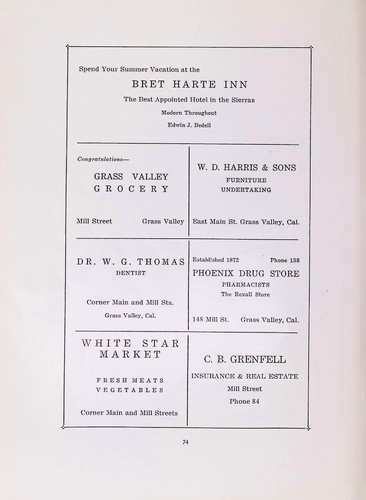 Spend Your Summer Vacation at the
BRET HARTE INN
The Best Appointed Hotel in the Sierras
Modern Throughout
Edwin J. Bedell
Congratulations—
GRASS VALLEY
GROCERY
Mill Street Grass Valley
W. D. HARRIS & SONS
FURNITURE
UNDERTAKING
East Main St. Grass Valley, Cal.
DR. W. G. THOMAS
DENTIST
Corner Main and Mill Sts.
Grass Valley, Cal.
Established 1872 Phone 138
PHOENIX DRUG STORE
PHARMACISTS
The Rexall Store
148 Mill St. Grass Valley, Cal.
WHITE STAR
MARKET
FRESH MEATS
VEGETABLES
Corner Main and Mill Streets
C. B. GRENFELL
INSURANCE & REAL ESTATE
Mill Street
Phone 84
74